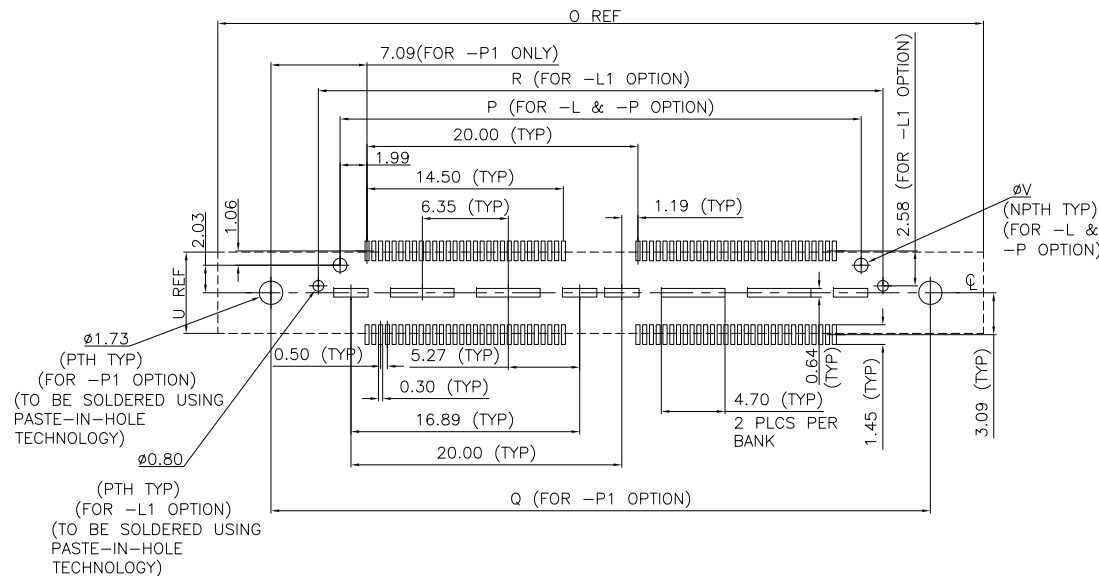 O REF
7.09(FOR –P1 ONLY)
R (FOR –L1 OPTION)
P (FOR –L & –P OPTION)
20.00 (TYP)
1.99
14.50 (TYP)
6.35 (TYP)
1.19 (TYP)
2.58 (FOR –L1 OPTION)
øV
(NPTH TYP)
(FOR –L &
–P OPTION)
2.03
1.06
U REF
℄
ø1.73
(PTH TYP)
(FOR –P1 OPTION)
(TO BE SOLDERED USING
PASTE–IN–HOLE
TECHNOLOGY)
0.50 (TYP)
5.27 (TYP)
0.30 (TYP)
16.89 (TYP)
20.00 (TYP)
4.70 (TYP)
2 PLCS PER
BANK
0.64
(TYP)
1.45 (TYP)
3.09 (TYP)
ø0.80
(PTH TYP)
(FOR –L1 OPTION)
(TO BE SOLDERED USING
PASTE–IN–HOLE
TECHNOLOGY)
Q (FOR –P1 OPTION)